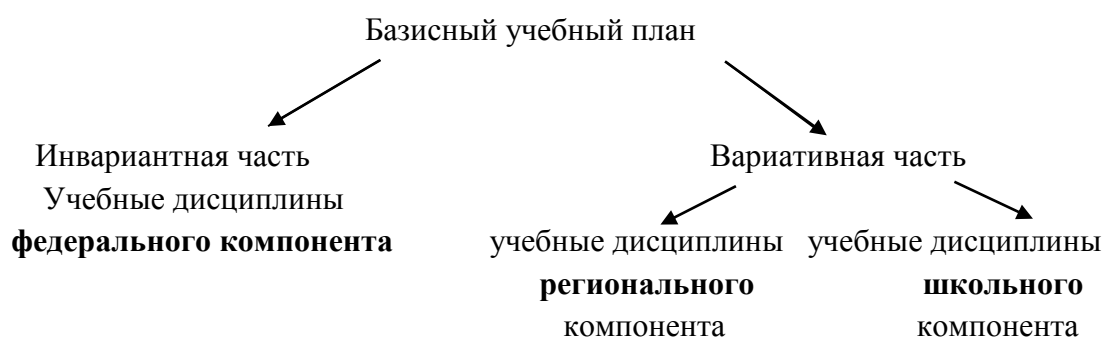 Базисный учебный план
Инвариантная часть
Учебные дисциплины
федерального компонента
Вариативная часть
учебные дисциплины
регионального
компонента
учебные дисциплины
школьного
компонента